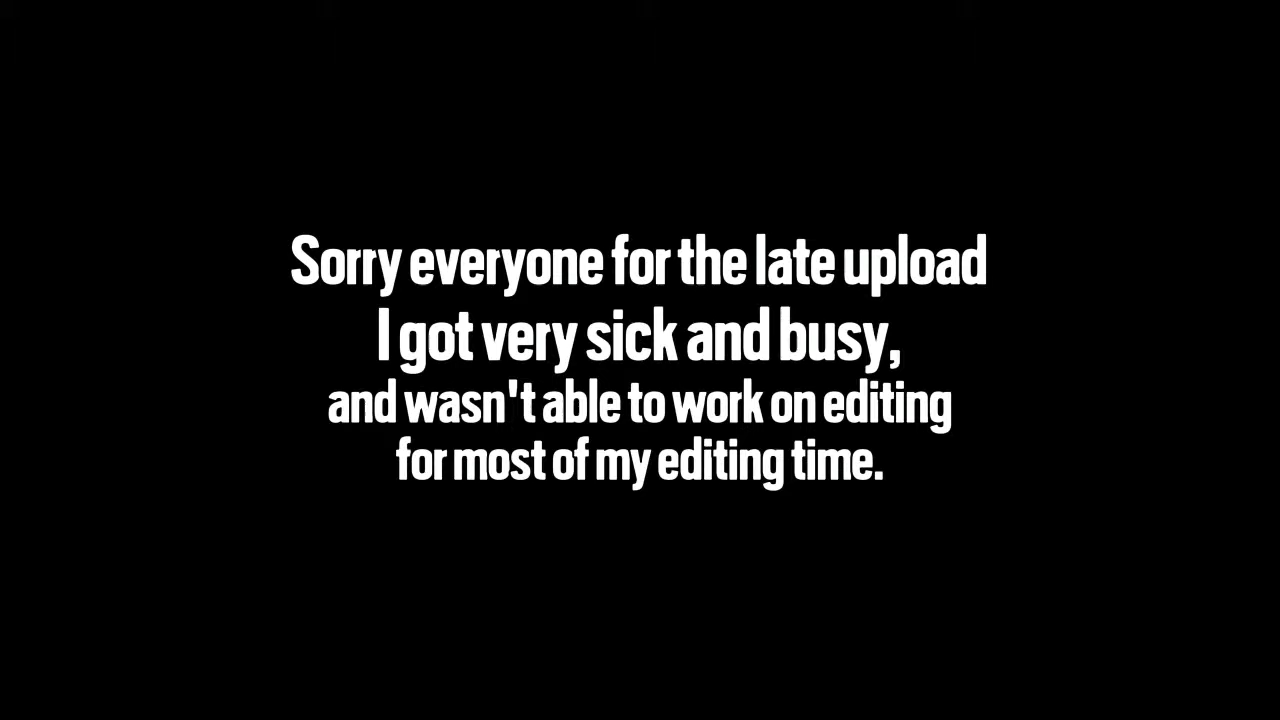 Sorry everyone for the late upload
I got very sick and busy,
and wasn't able to work on editing
for most of my editing time.